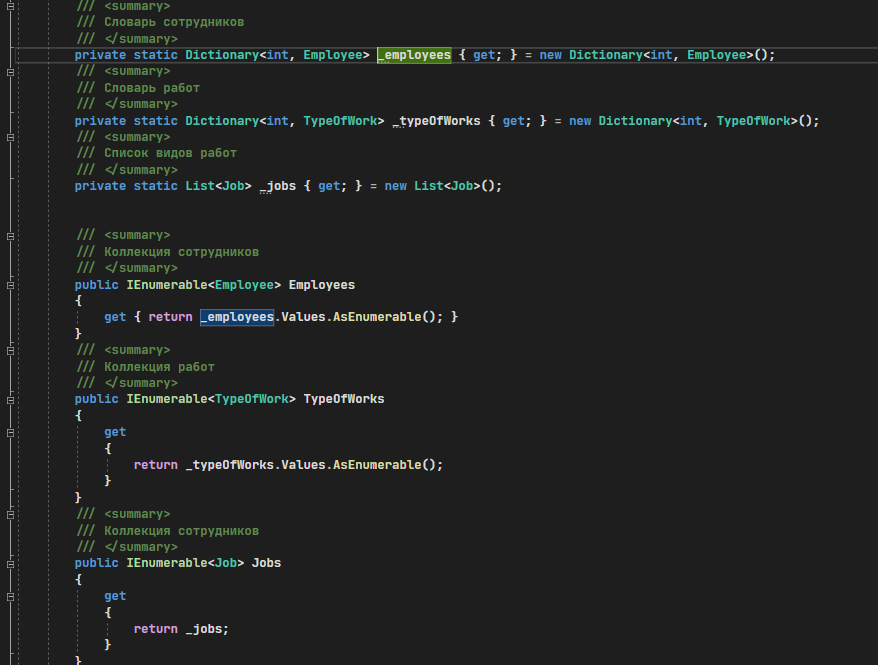 /// <summary>
/// Словарь сотрудников
/// </summary>
private static Dictionary<int, Employee> _employees { get; } = new Dictionary<int, Employee>();
/// <summary>
/// Словарь работ
/// </summary>
private static Dictionary<int, TypeOfWork> _typeOfWorks { get; } = new Dictionary<int, TypeOfWork>();
/// <summary>
/// Список видов работ
/// </summary>
private static List<Job> _jobs { get; } = new List<Job>();
/// <summary>
/// Коллекция сотрудников
/// </summary>
public IEnumerable<Employee> Employees
{
get { return _employees.Values.AsEnumerable(); }
}
/// <summary>
/// Коллекция работ
/// </summary>
public IEnumerable<TypeOfWork> TypeOfWorks
{
get
{
return _typeOfWorks.Values.AsEnumerable();
}
}
/// <summary>
/// Коллекция сотрудников
/// </summary>
public IEnumerable<Job> Jobs
{
get
{
return _jobs;
}
}